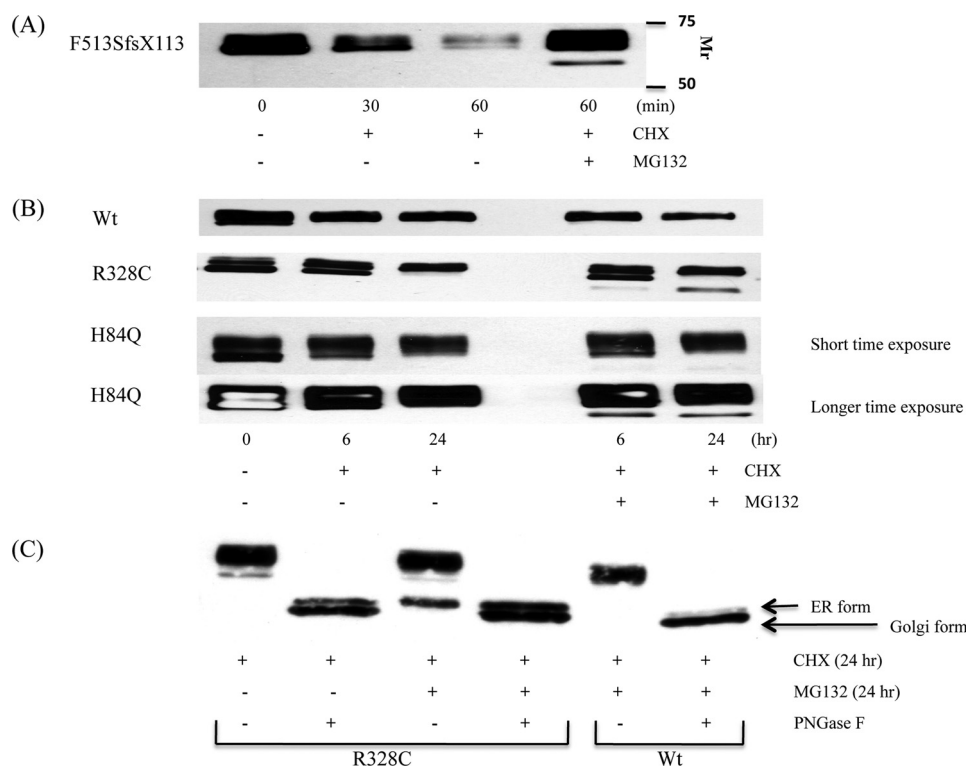 (A)
F513SfsX113
75
Mr
50
0 30 60 60 (min)
- + + + CHX
- - - + MG132
(B)
Wt
R328C
H84Q Short time exposure
H84Q Longer time exposure
0 6 24 6 24 (hr)
- + + + + CHX
- - - + + MG132
(C)
ER form
Golgi form
+ + + + + + CHX (24 hr)
- - + + + + MG132 (24 hr)
- + - + - + PNGase F
R328C Wt